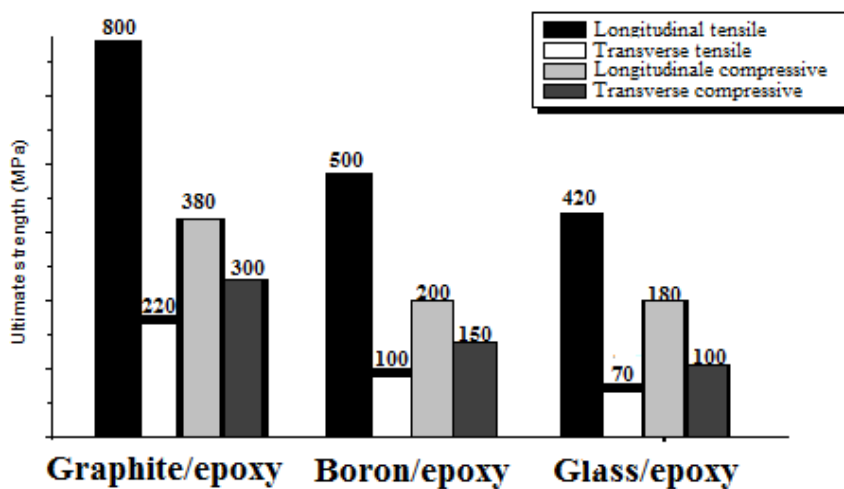 800
Longitudinal tensile
Transverse tensile
Longitudinale compressive
Transverse compressive
Ultimate strength (MPa)
500
420
380
300
220
200
180
150
100
100
70
Graphite/epoxy Boron/epoxy Glass/epoxy